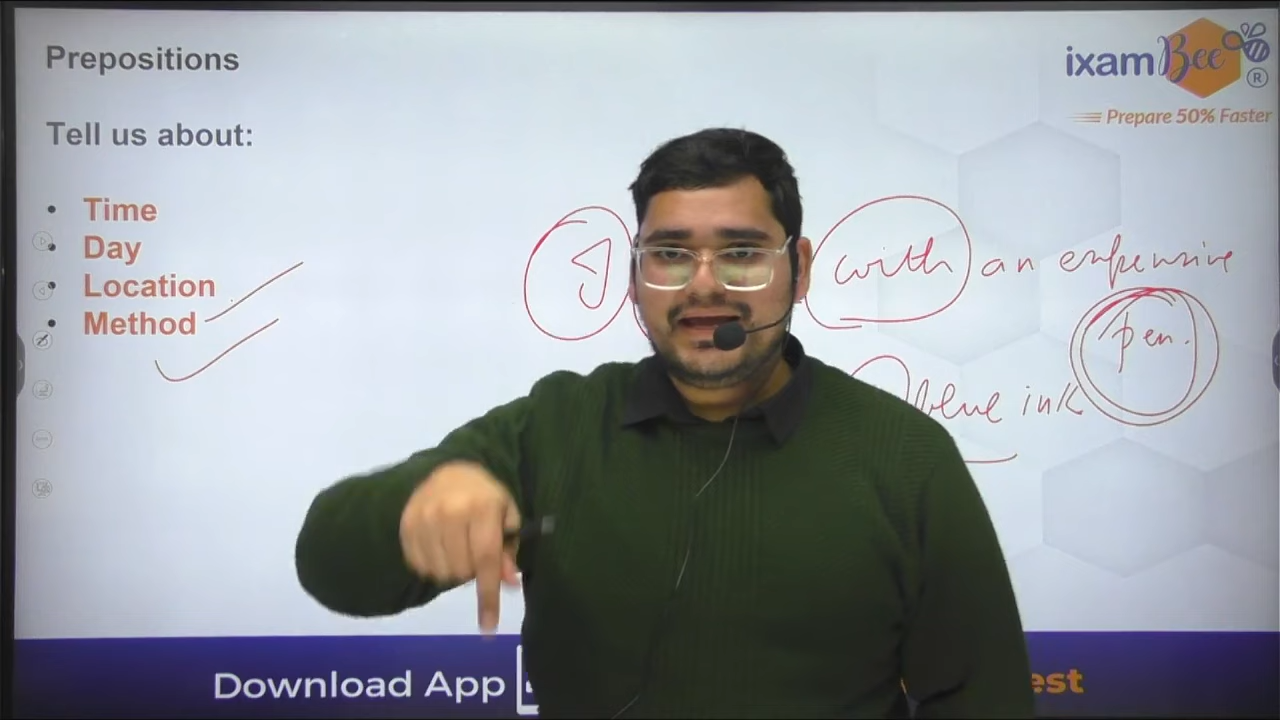 Prepositions
ixamBee
®
Prepare 50% Faster
Tell us about:
• Time
• Day
• Location
• Method
I with an expensive
pen.
blue ink
Download App
est